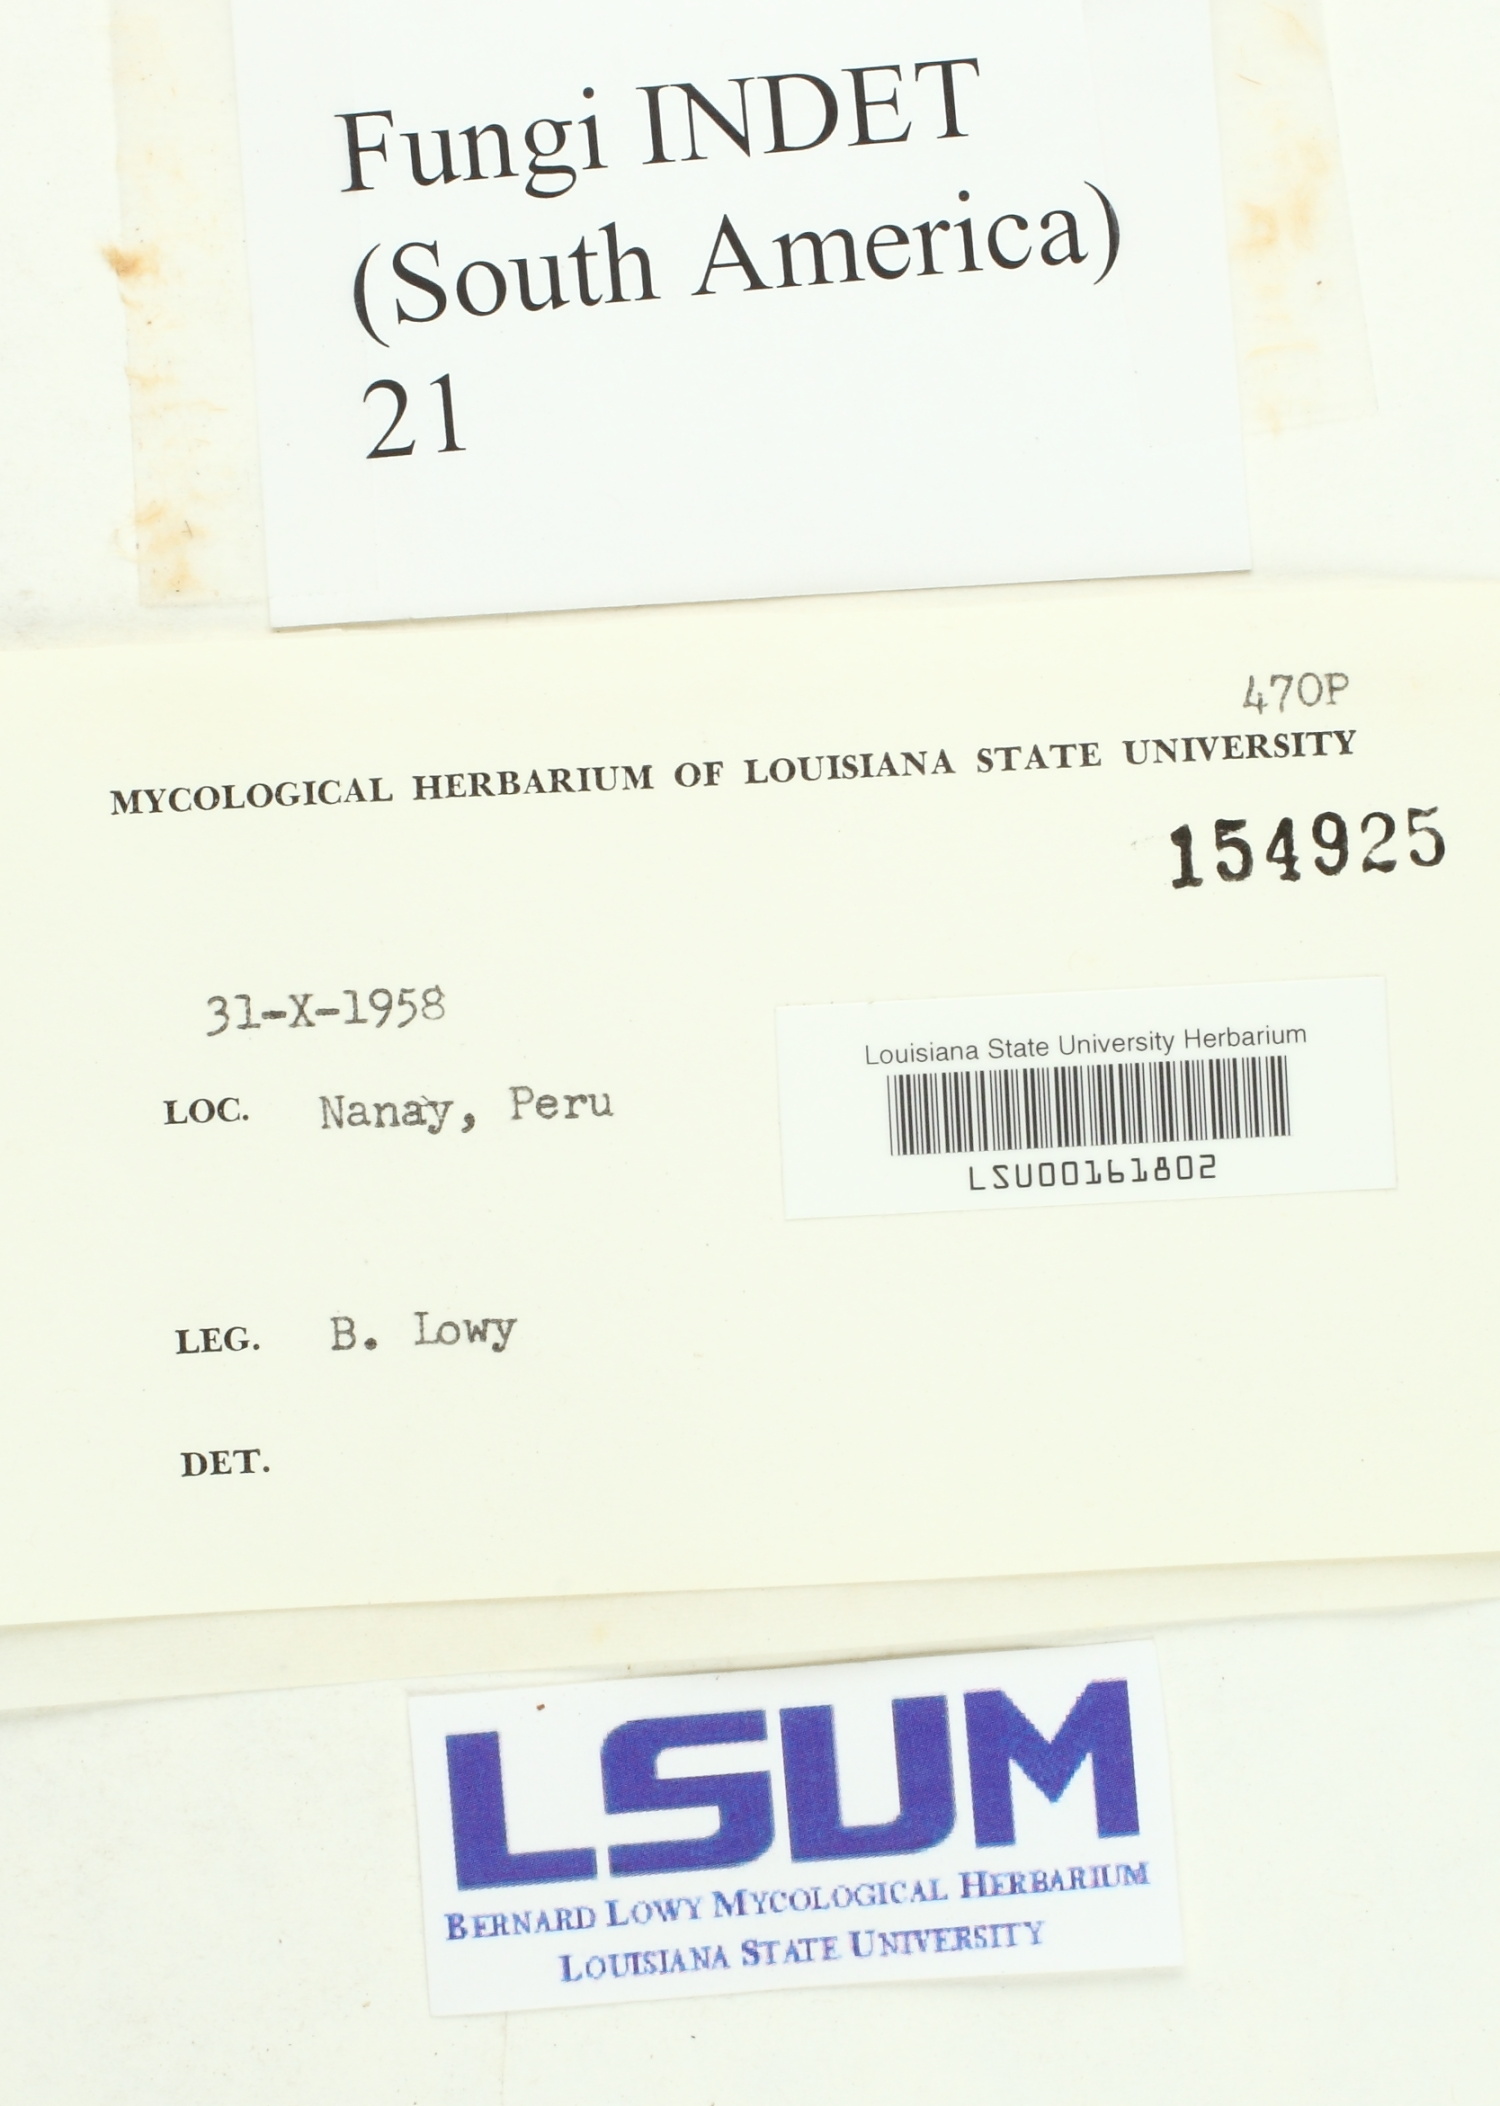 Fungi INDET
(South America)
21
470P
MYCOLOGICAL HERBARIUM OF LOUISIANA STATE UNIVERSITY
154925
31-X-1958
Louisiana State University Herbarium
LSU00161802
LOC. Nanay, Peru
LEG. B. Lowy
DET.
LSUM
BERNARD LOWY MYCOLOGICAL HERBARIUM
LOUISIANA STATE UNIVERSITY